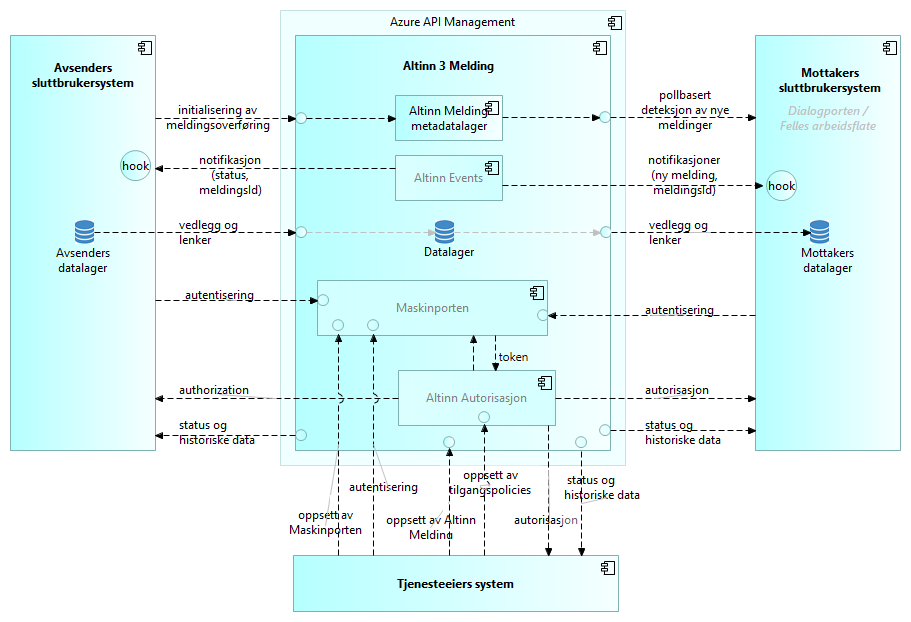 Azure API Management
Avsenders
sluttbrukersystem
Altinn 3 Melding
Mottakers
sluttbrukersystem
Dialogporten /
Felles arbeidsflate
initialisering av
meldingsoverføring
Altinn Melding
metadatalager
pollbasert
deteksjon av nye
meldinger
hook
notifikasjon
(status,
meldingsId)
Altinn Events
notifikasjoner
(ny melding,
meldingsId)
hook
Avsenders
datalager
vedlegg og
lenker
Datalager
vedlegg og
lenker
Mottakers
datalager
autentisering
Maskinporten
autentisering
token
authorization
Altinn Autorisasjon
autorisasjon
status og
historiske data
status og
historiske data
oppsett av
Maskinporten
autentisering
oppsett av Altinn
Melding
oppsett av
tilgangspolicies
autorisasjon
status og
historiske data
Tjenesteeiers system